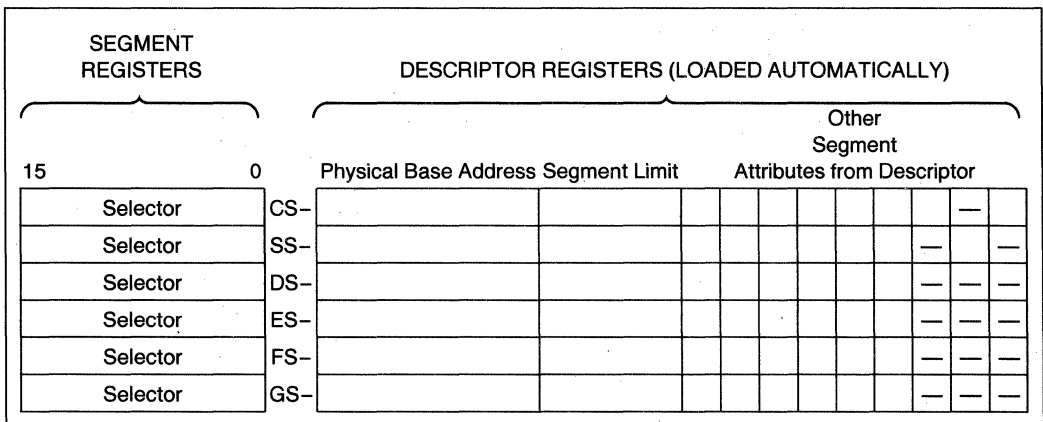 SEGMENT
REGISTERS
DESCRIPTOR REGISTERS (LOADED AUTOMATICALLY)
Other
Segment
15 0 Physical Base Address Segment Limit Attributes from Descriptor
Selector CS– —
Selector SS– — —
Selector DS– — — —
Selector ES– — — —
Selector FS– — — —
Selector GS– — — —